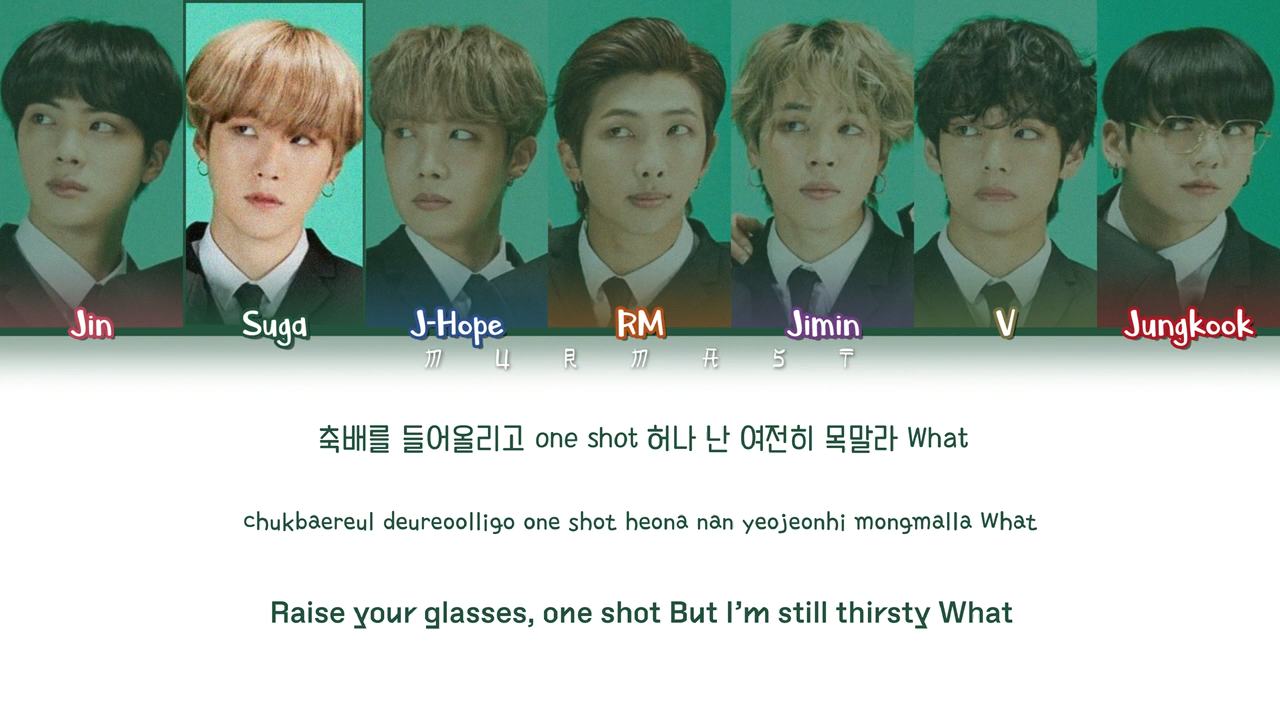 Jin Suga J-Hope RM Jimin V Jungkook
MURMAST
축배를 들어올리고 one shot 허나 난 여전히 목말라 What
chukbaereul deureoolligo one shot heona nan yeojeonhi mongmalla What
Raise your glasses, one shot But I’m still thirsty What